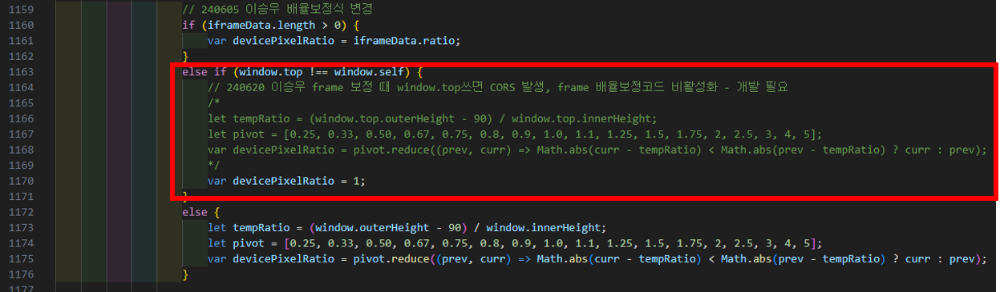 1159 // 240605 이승우 배율보정식 변경
1160 if (iframeData.length > 0) {
1161 var devicePixelRatio = iframeData.ratio;
1162 }
1163 else if (window.top !== window.self) {
1164 // 240620 이승우 frame 보정 때 window.top쓰면 CORS 발생, frame 배율보정코드 비활성화 - 개발 필요
1165 /*
1166 let tempRatio = (window.top.outerHeight - 90) / window.top.innerHeight;
1167 let pivot = [0.25, 0.33, 0.50, 0.67, 0.75, 0.8, 0.9, 1.0, 1.1, 1.25, 1.5, 1.75, 2, 2.5, 3, 4, 5];
1168 var devicePixelRatio = pivot.reduce((prev, curr) => Math.abs(curr - tempRatio) < Math.abs(prev - tempRatio) ? curr : prev);
1169 */
1170 var devicePixelRatio = 1;
1171 }
1172 else {
1173 let tempRatio = (window.outerHeight - 90) / window.innerHeight;
1174 let pivot = [0.25, 0.33, 0.50, 0.67, 0.75, 0.8, 0.9, 1.0, 1.1, 1.25, 1.5, 1.75, 2, 2.5, 3, 4, 5];
1175 var devicePixelRatio = pivot.reduce((prev, curr) => Math.abs(curr - tempRatio) < Math.abs(prev - tempRatio) ? curr : prev);
1176 }
1177